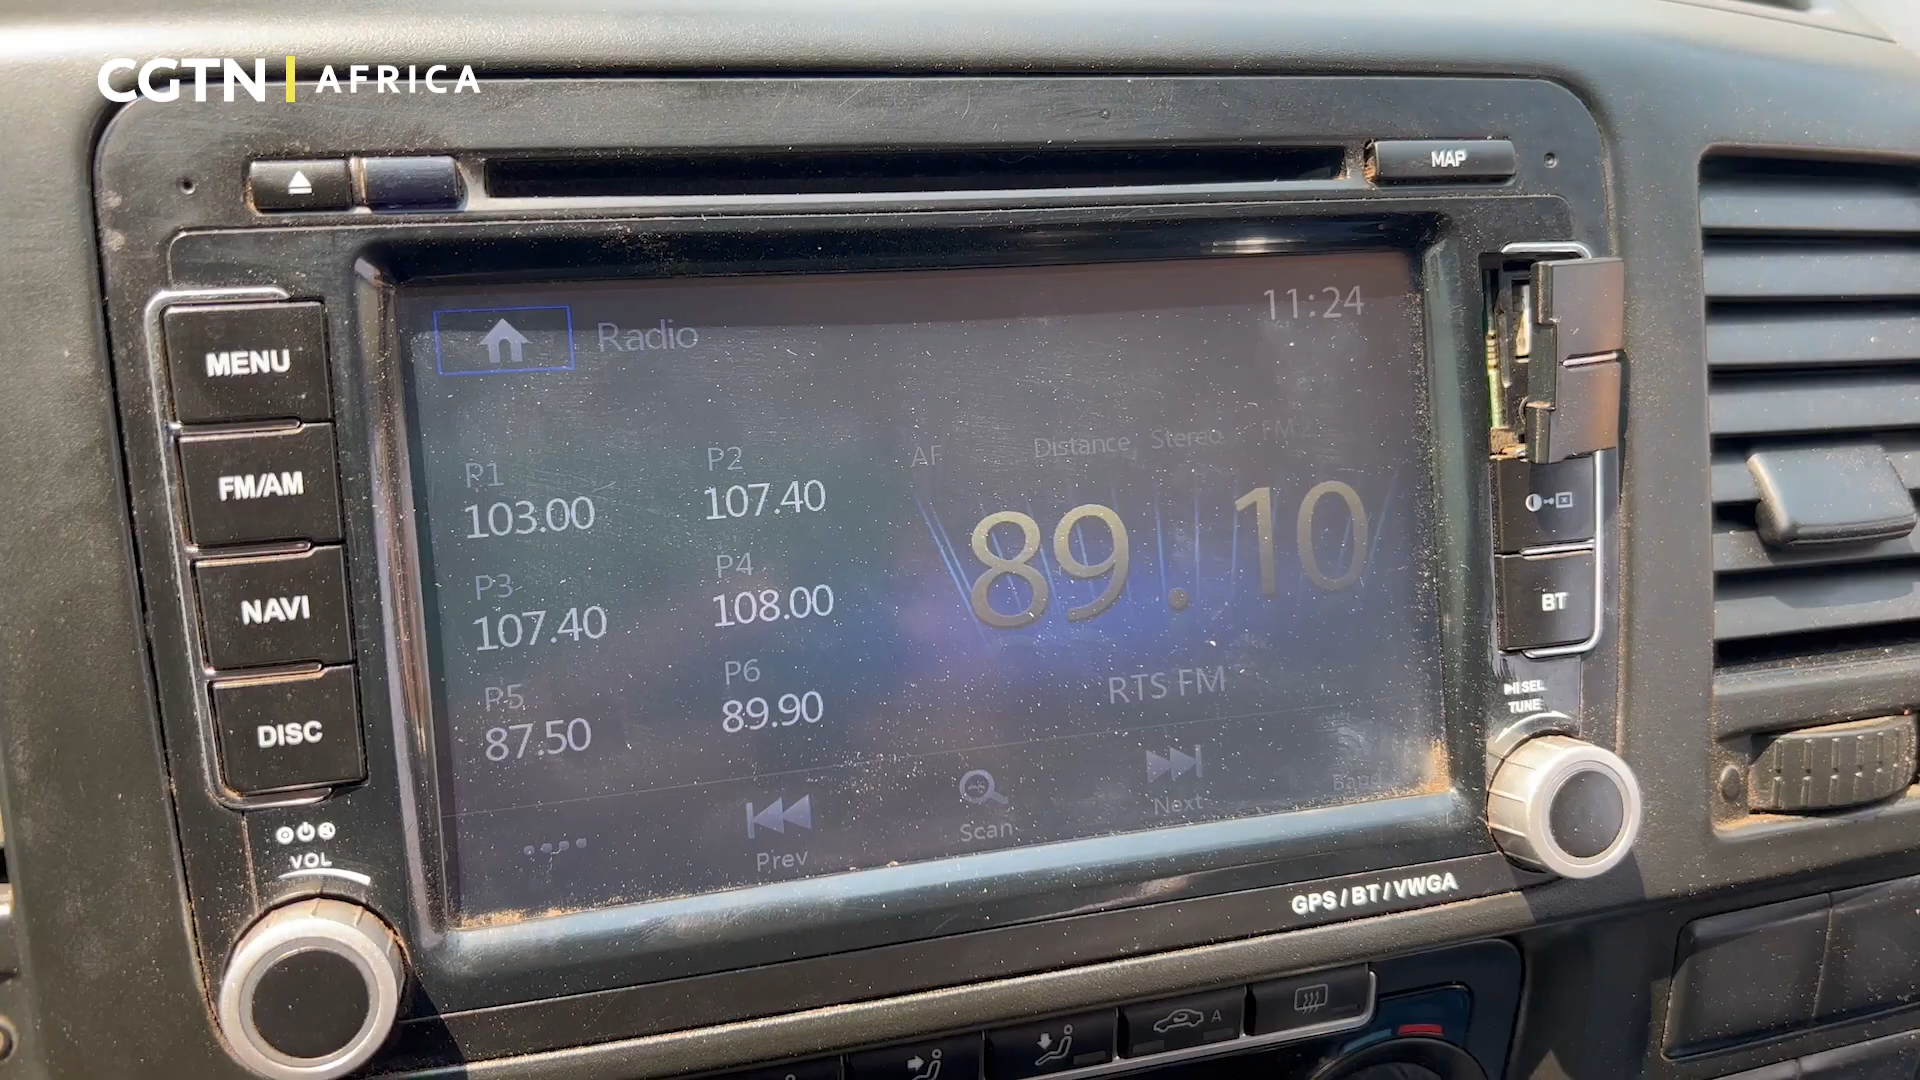 CGTN AFRICA
MAP
MENU
FM/AM
NAVI
DISC
VOL
Radio
11:24
P1
103.00
P2
107.40
P3
107.40
P4
108.00
P5
87.50
P6
89.90
AF Distance Stereo FM
89.10
RTS FM
Prev
Scan
Next
Band
BT
SEL
TUNE
GPS/BT/VWGA
A